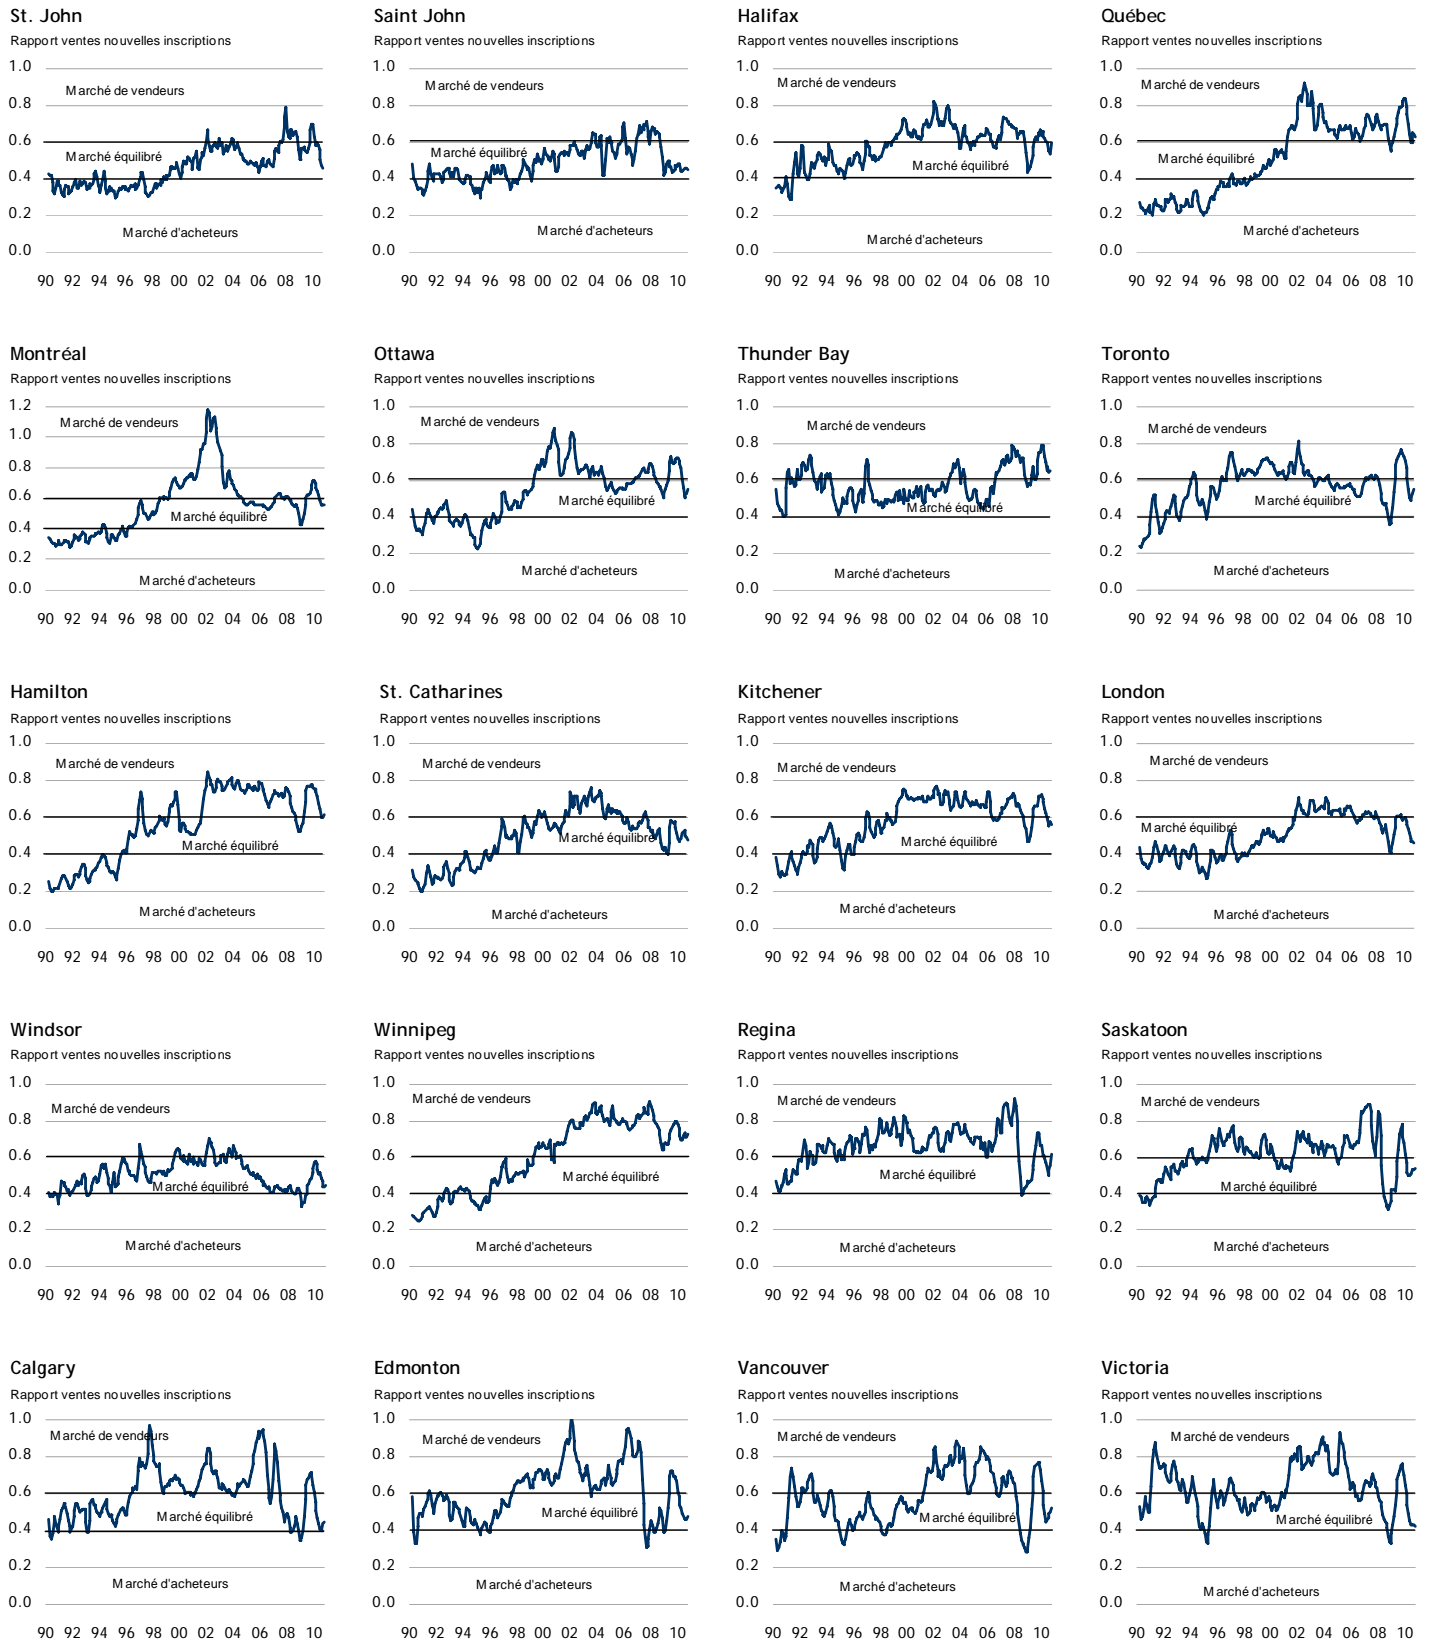 St. John
Rapport ventes nouvelles inscriptions
1.0
Marché de vendeurs
0.8
0.6
Marché équilibré
0.4
0.2
Marché d'acheteurs
0.0
90 92 94 96 98 00 02 04 06 08 10
Saint John
Rapport ventes nouvelles inscriptions
1.0
Marché de vendeurs
0.8
0.6
Marché équilibré
0.4
0.2
Marché d'acheteurs
0.0
90 92 94 96 98 00 02 04 06 08 10
Halifax
Rapport ventes nouvelles inscriptions
1.0
Marché de vendeurs
0.8
0.6
Marché équilibré
0.4
0.2
Marché d'acheteurs
0.0
90 92 94 96 98 00 02 04 06 08 10
Québec
Rapport ventes nouvelles inscriptions
1.0
Marché de vendeurs
0.8
0.6
Marché équilibré
0.4
0.2
Marché d'acheteurs
0.0
90 92 94 96 98 00 02 04 06 08 10
Montréal
Rapport ventes nouvelles inscriptions
1.2
Marché de vendeurs
1.0
0.8
0.6
Marché équilibré
0.4
0.2
Marché d'acheteurs
0.0
90 92 94 96 98 00 02 04 06 08 10
Ottawa
Rapport ventes nouvelles inscriptions
1.0
Marché de vendeurs
0.8
0.6
Marché équilibré
0.4
0.2
Marché d'acheteurs
0.0
90 92 94 96 98 00 02 04 06 08 10
Thunder Bay
Rapport ventes nouvelles inscriptions
1.0
Marché de vendeurs
0.8
0.6
Marché équilibré
0.4
0.2
Marché d'acheteurs
0.0
90 92 94 96 98 00 02 04 06 08 10
Toronto
Rapport ventes nouvelles inscriptions
1.0
Marché de vendeurs
0.8
0.6
Marché équilibré
0.4
0.2
Marché d'acheteurs
0.0
90 92 94 96 98 00 02 04 06 08 10
Hamilton
Rapport ventes nouvelles inscriptions
1.0
Marché de vendeurs
0.8
0.6
Marché équilibré
0.4
0.2
Marché d'acheteurs
0.0
90 92 94 96 98 00 02 04 06 08 10
St. Catharines
Rapport ventes nouvelles inscriptions
1.0
Marché de vendeurs
0.8
0.6
Marché équilibré
0.4
0.2
Marché d'acheteurs
0.0
90 92 94 96 98 00 02 04 06 08 10
Kitchener
Rapport ventes nouvelles inscriptions
1.0
Marché de vendeurs
0.8
0.6
Marché équilibré
0.4
0.2
Marché d'acheteurs
0.0
90 92 94 96 98 00 02 04 06 08 10
London
Rapport ventes nouvelles inscriptions
1.0
Marché de vendeurs
0.8
0.6
Marché équilibré
0.4
0.2
Marché d'acheteurs
0.0
90 92 94 96 98 00 02 04 06 08 10
Windsor
Rapport ventes nouvelles inscriptions
1.0
Marché de vendeurs
0.8
0.6
Marché équilibré
0.4
0.2
Marché d'acheteurs
0.0
90 92 94 96 98 00 02 04 06 08 10
Winnipeg
Rapport ventes nouvelles inscriptions
1.0
Marché de vendeurs
0.8
0.6
Marché équilibré
0.4
0.2
Marché d'acheteurs
0.0
90 92 94 96 98 00 02 04 06 08 10
Regina
Rapport ventes nouvelles inscriptions
1.0
Marché de vendeurs
0.8
0.6
Marché équilibré
0.4
0.2
Marché d'acheteurs
0.0
90 92 94 96 98 00 02 04 06 08 10
Saskatoon
Rapport ventes nouvelles inscriptions
1.0
Marché de vendeurs
0.8
0.6
Marché équilibré
0.4
0.2
Marché d'acheteurs
0.0
90 92 94 96 98 00 02 04 06 08 10
Calgary
Rapport ventes nouvelles inscriptions
1.0
Marché de vendeurs
0.8
0.6
Marché équilibré
0.4
0.2
Marché d'acheteurs
0.0
90 92 94 96 98 00 02 04 06 08 10
Edmonton
Rapport ventes nouvelles inscriptions
1.0
Marché de vendeurs
0.8
0.6
Marché équilibré
0.4
0.2
Marché d'acheteurs
0.0
90 92 94 96 98 00 02 04 06 08 10
Vancouver
Rapport ventes nouvelles inscriptions
1.0
Marché de vendeurs
0.8
0.6
Marché équilibré
0.4
0.2
Marché d'acheteurs
0.0
90 92 94 96 98 00 02 04 06 08 10
Victoria
Rapport ventes nouvelles inscriptions
1.0
Marché de vendeurs
0.8
0.6
Marché équilibré
0.4
0.2
Marché d'acheteurs
0.0
90 92 94 96 98 00 02 04 06 08 10